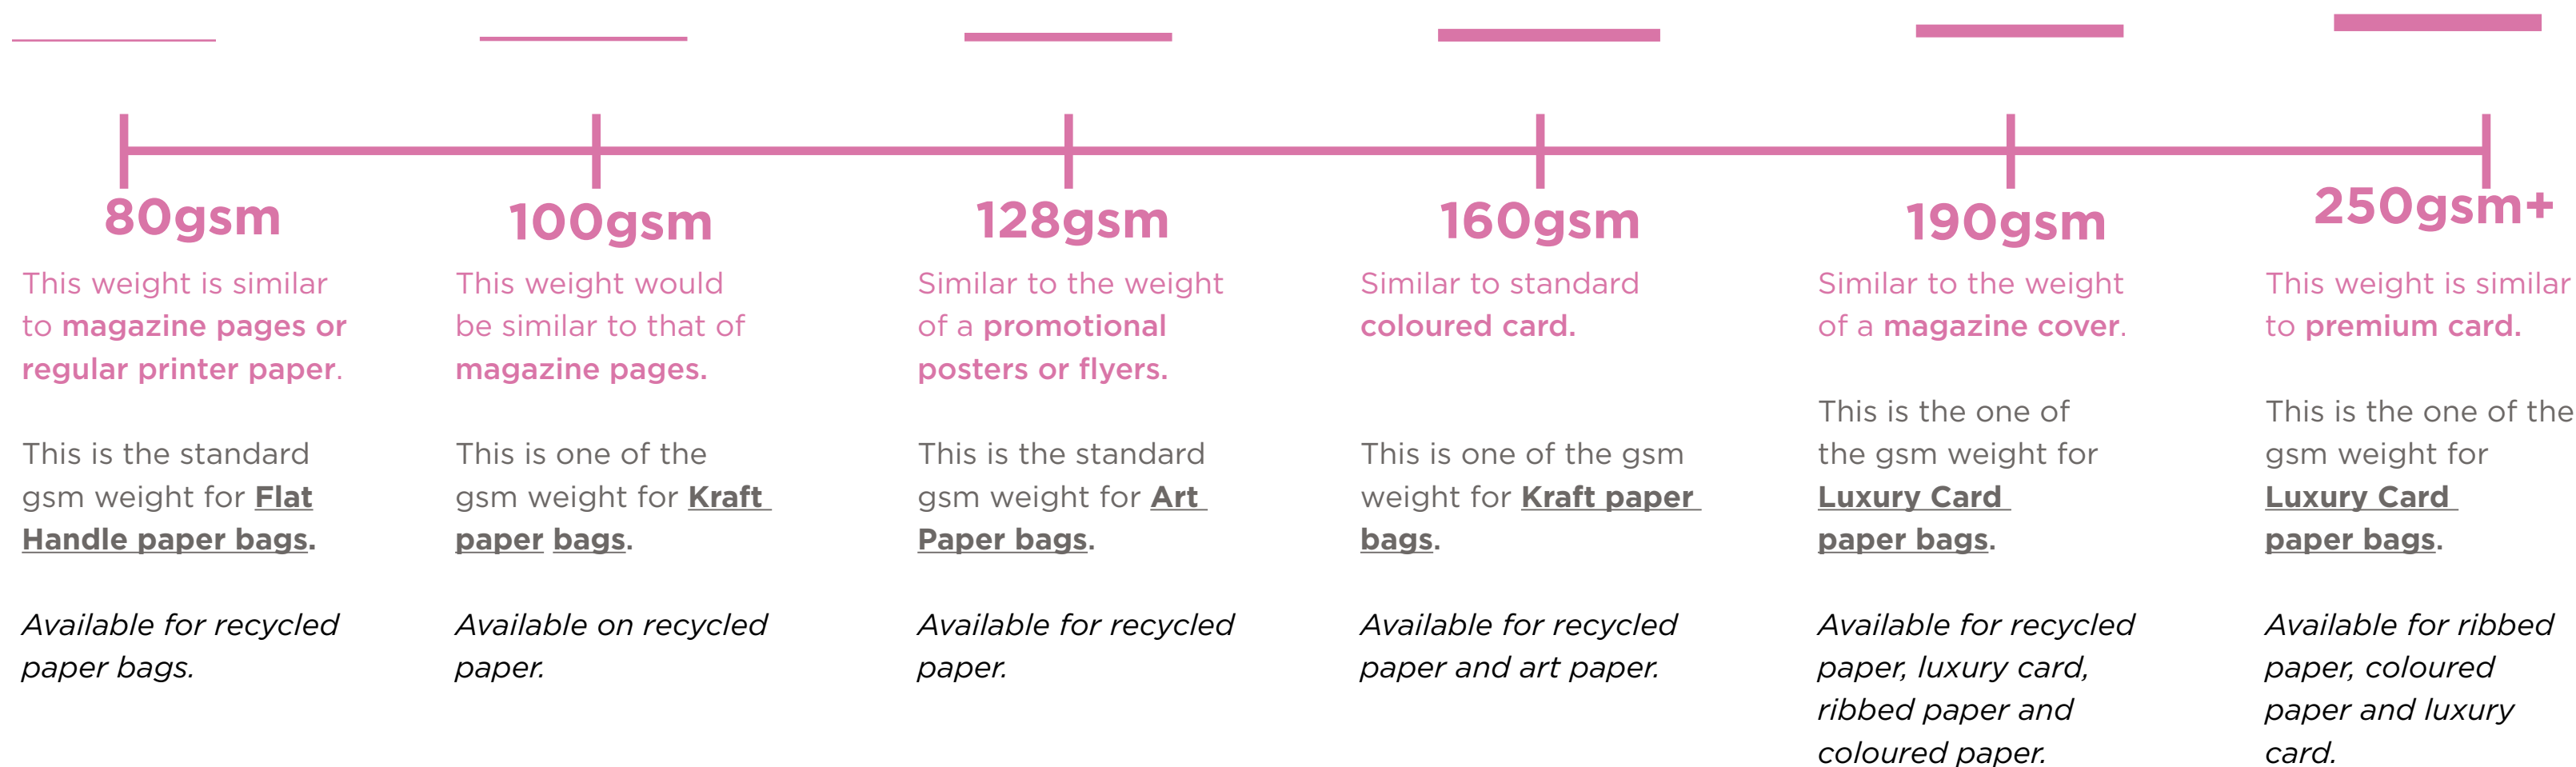 80gsm
This weight is similar
to magazine pages or
regular printer paper.
This is the standard
gsm weight for Flat
Handle paper bags.
Available for recycled
paper bags.
100gsm
This weight would
be similar to that of
magazine pages.
This is one of the
gsm weight for Kraft
paper bags.
Available on recycled
paper.
128gsm
Similar to the weight
of a promotional
posters or flyers.
This is the standard
gsm weight for Art
Paper bags.
Available for recycled
paper.
160gsm
Similar to standard
coloured card.
This is one of the gsm
weight for Kraft paper
bags.
Available for recycled
paper and art paper.
190gsm
Similar to the weight
of a magazine cover.
This is the one of
the gsm weight for
Luxury Card
paper bags.
Available for recycled
paper, luxury card,
ribbed paper and
coloured paper.
250gsm+
This weight is similar
to premium card.
This is the one of the
gsm weight for
Luxury Card
paper bags.
Available for ribbed
paper, coloured
paper and luxury
card.